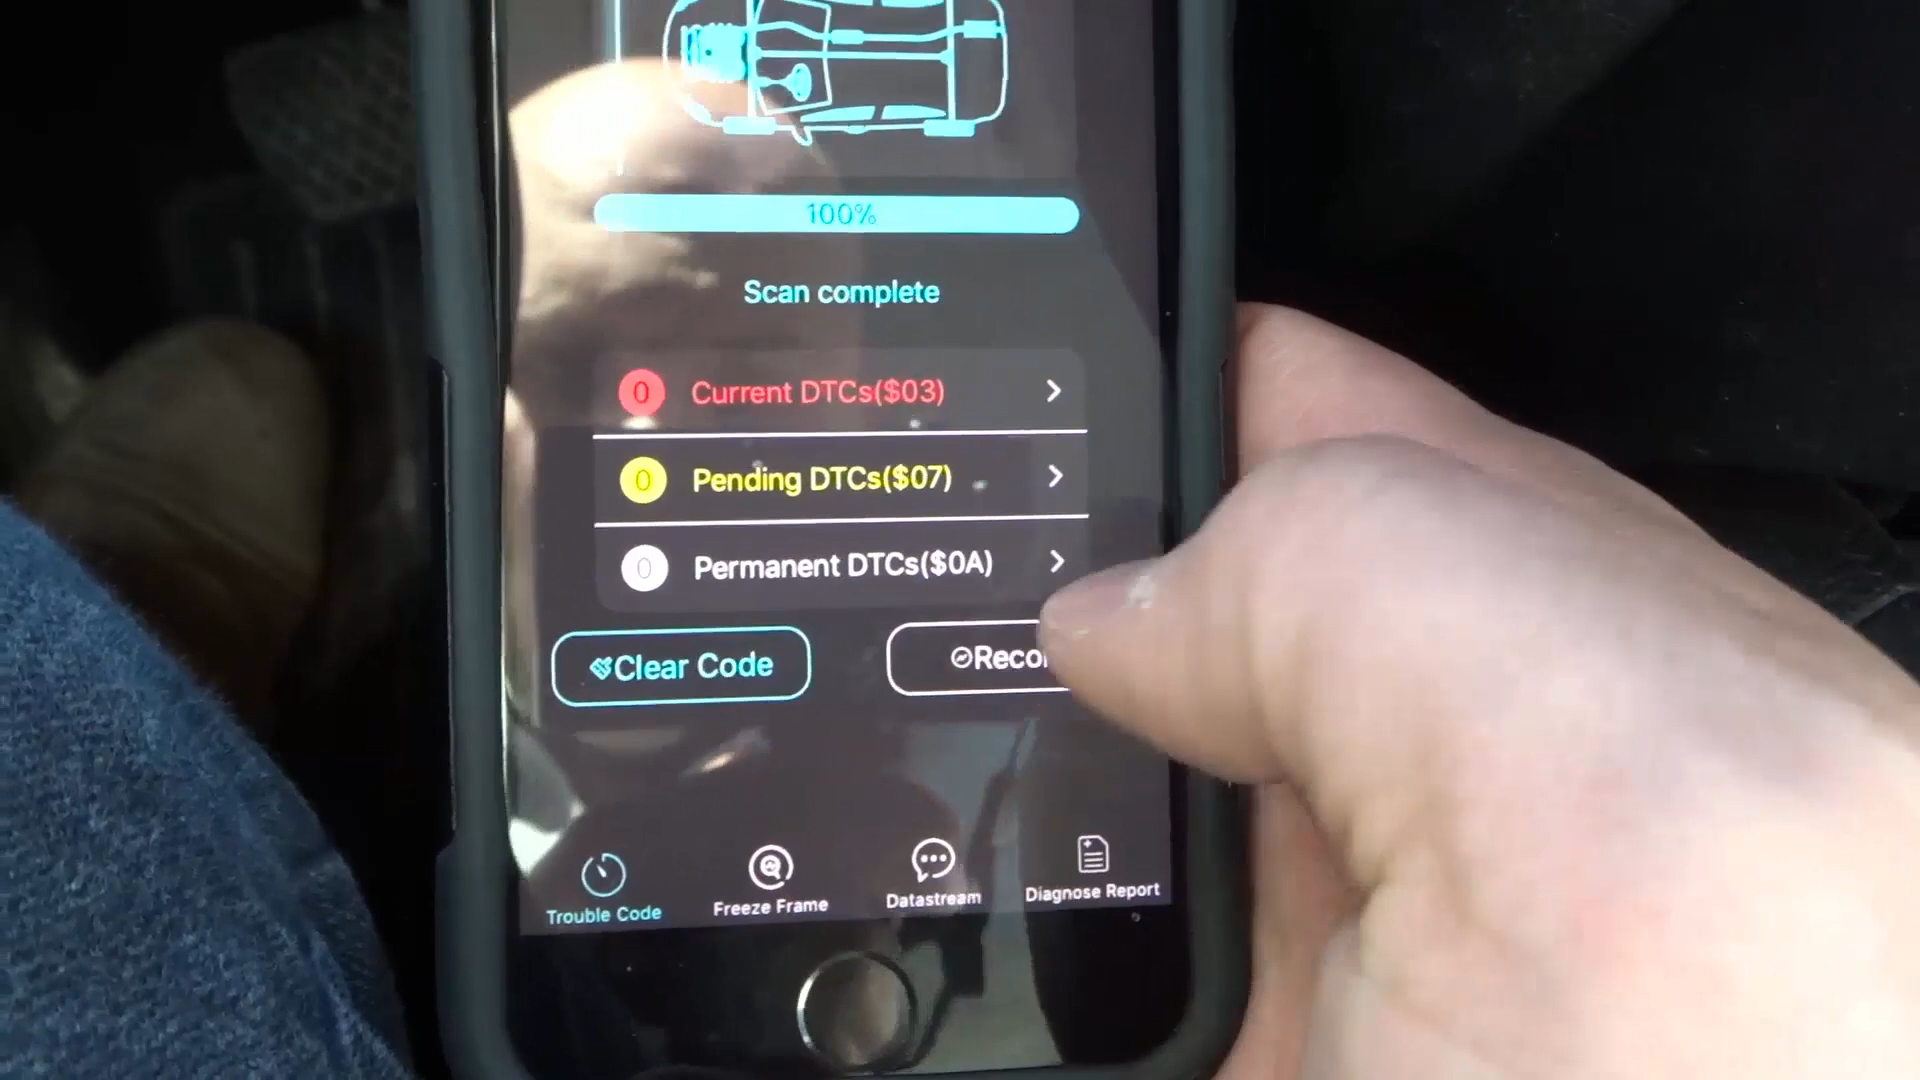 100%
Scan complete
0 Current DTCs($03)
0 Pending DTCs($07)
0 Permanent DTCs($0A)
Clear Code
Trouble Code
Freeze Frame
Datastream
Diagnose Report